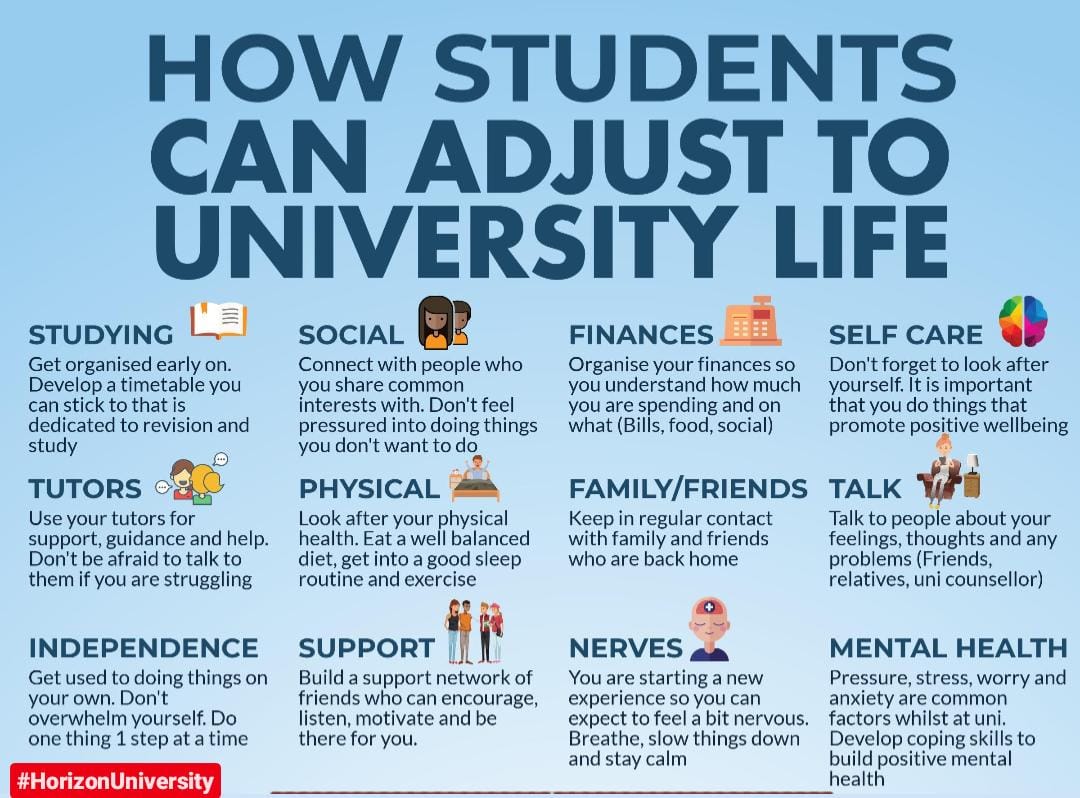 HOW STUDENTS
CAN ADJUST TO
UNIVERSITY LIFE
STUDYING
Get organised early on.
Develop a timetable you
can stick to that is
dedicated to revision and
study
SOCIAL
Connect with people who
you share common
interests with. Don't feel
pressured into doing things
you don't want to do
FINANCES
Organise your finances so
you understand how much
you are spending and on
what (Bills, food, social)
SELF CARE
Don't forget to look after
yourself. It is important
that you do things that
promote positive wellbeing
TUTORS
Use your tutors for
support, guidance and help.
Don't be afraid to talk to
them if you are struggling
PHYSICAL
Look after your physical
health. Eat a well balanced
diet, get into a good sleep
routine and exercise
FAMILY/FRIENDS
Keep in regular contact
with family and friends
who are back home
TALK
Talk to people about your
feelings, thoughts and any
problems (Friends,
relatives, uni counsellor)
INDEPENDENCE
Get used to doing things on
your own. Don't
overwhelm yourself. Do
one thing 1 step at a time
SUPPORT
Build a support network of
friends who can encourage,
listen, motivate and be
there for you.
NERVES
You are starting a new
experience so you can
expect to feel a bit nervous.
Breathe, slow things down
and stay calm
MENTAL HEALTH
Pressure, stress, worry and
anxiety are common
factors whilst at uni.
Develop coping skills to
build positive mental
health
#HorizonUniversity